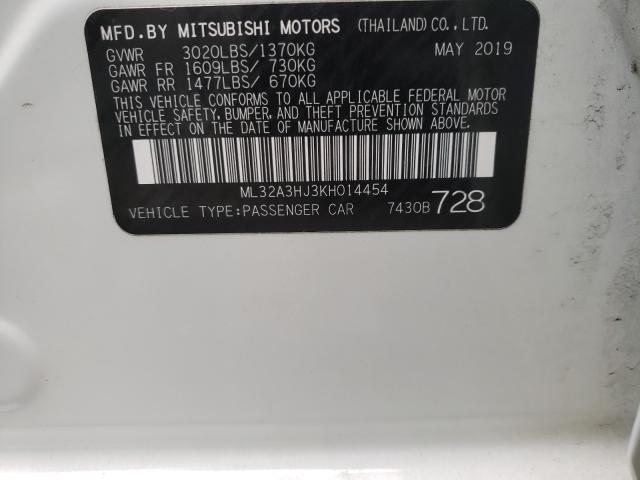 MFD.BY MITSUBISHI MOTORS (THAILAND) CO., LTD.
GVWR 3020LBS/1370KG MAY 2019
GAWR FR 1609LBS/ 730KG
GAWR RR 1477LBS/ 670KG
THIS VEHICLE CONFORMS TO ALL APPLICABLE FEDERAL MOTOR
VEHICLE SAFETY, BUMPER, AND THEFT PREVENTION STANDARDS
IN EFFECT ON THE DATE OF MANUFACTURE SHOWN ABOVE.
ML32A3HJ3KH014454
VEHICLE TYPE:PASSENGER CAR 7430B 728